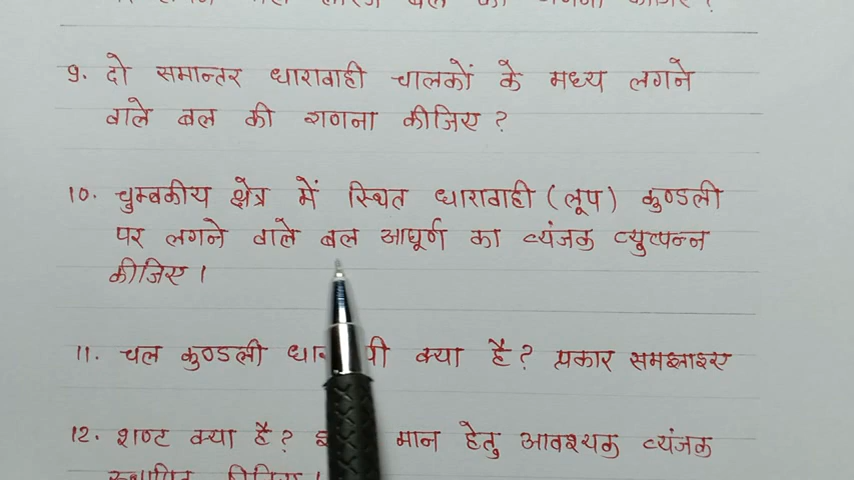 9. दो समान्तर धारावाही चालकों के मध्य लगने
वाले बल की गणना कीजिए ?
10. चुम्बकीय क्षेत्र में स्थित धारावाही (लूप) कुण्डली
पर लगने वाले बल आघूर्ण का व्यंजक व्युत्पन्न
कीजिए ।
11. चल कुण्डली क्या है? प्रकार समझाइए
12. शण्ट क्या है? मान हेतु आवश्यक व्यंजक